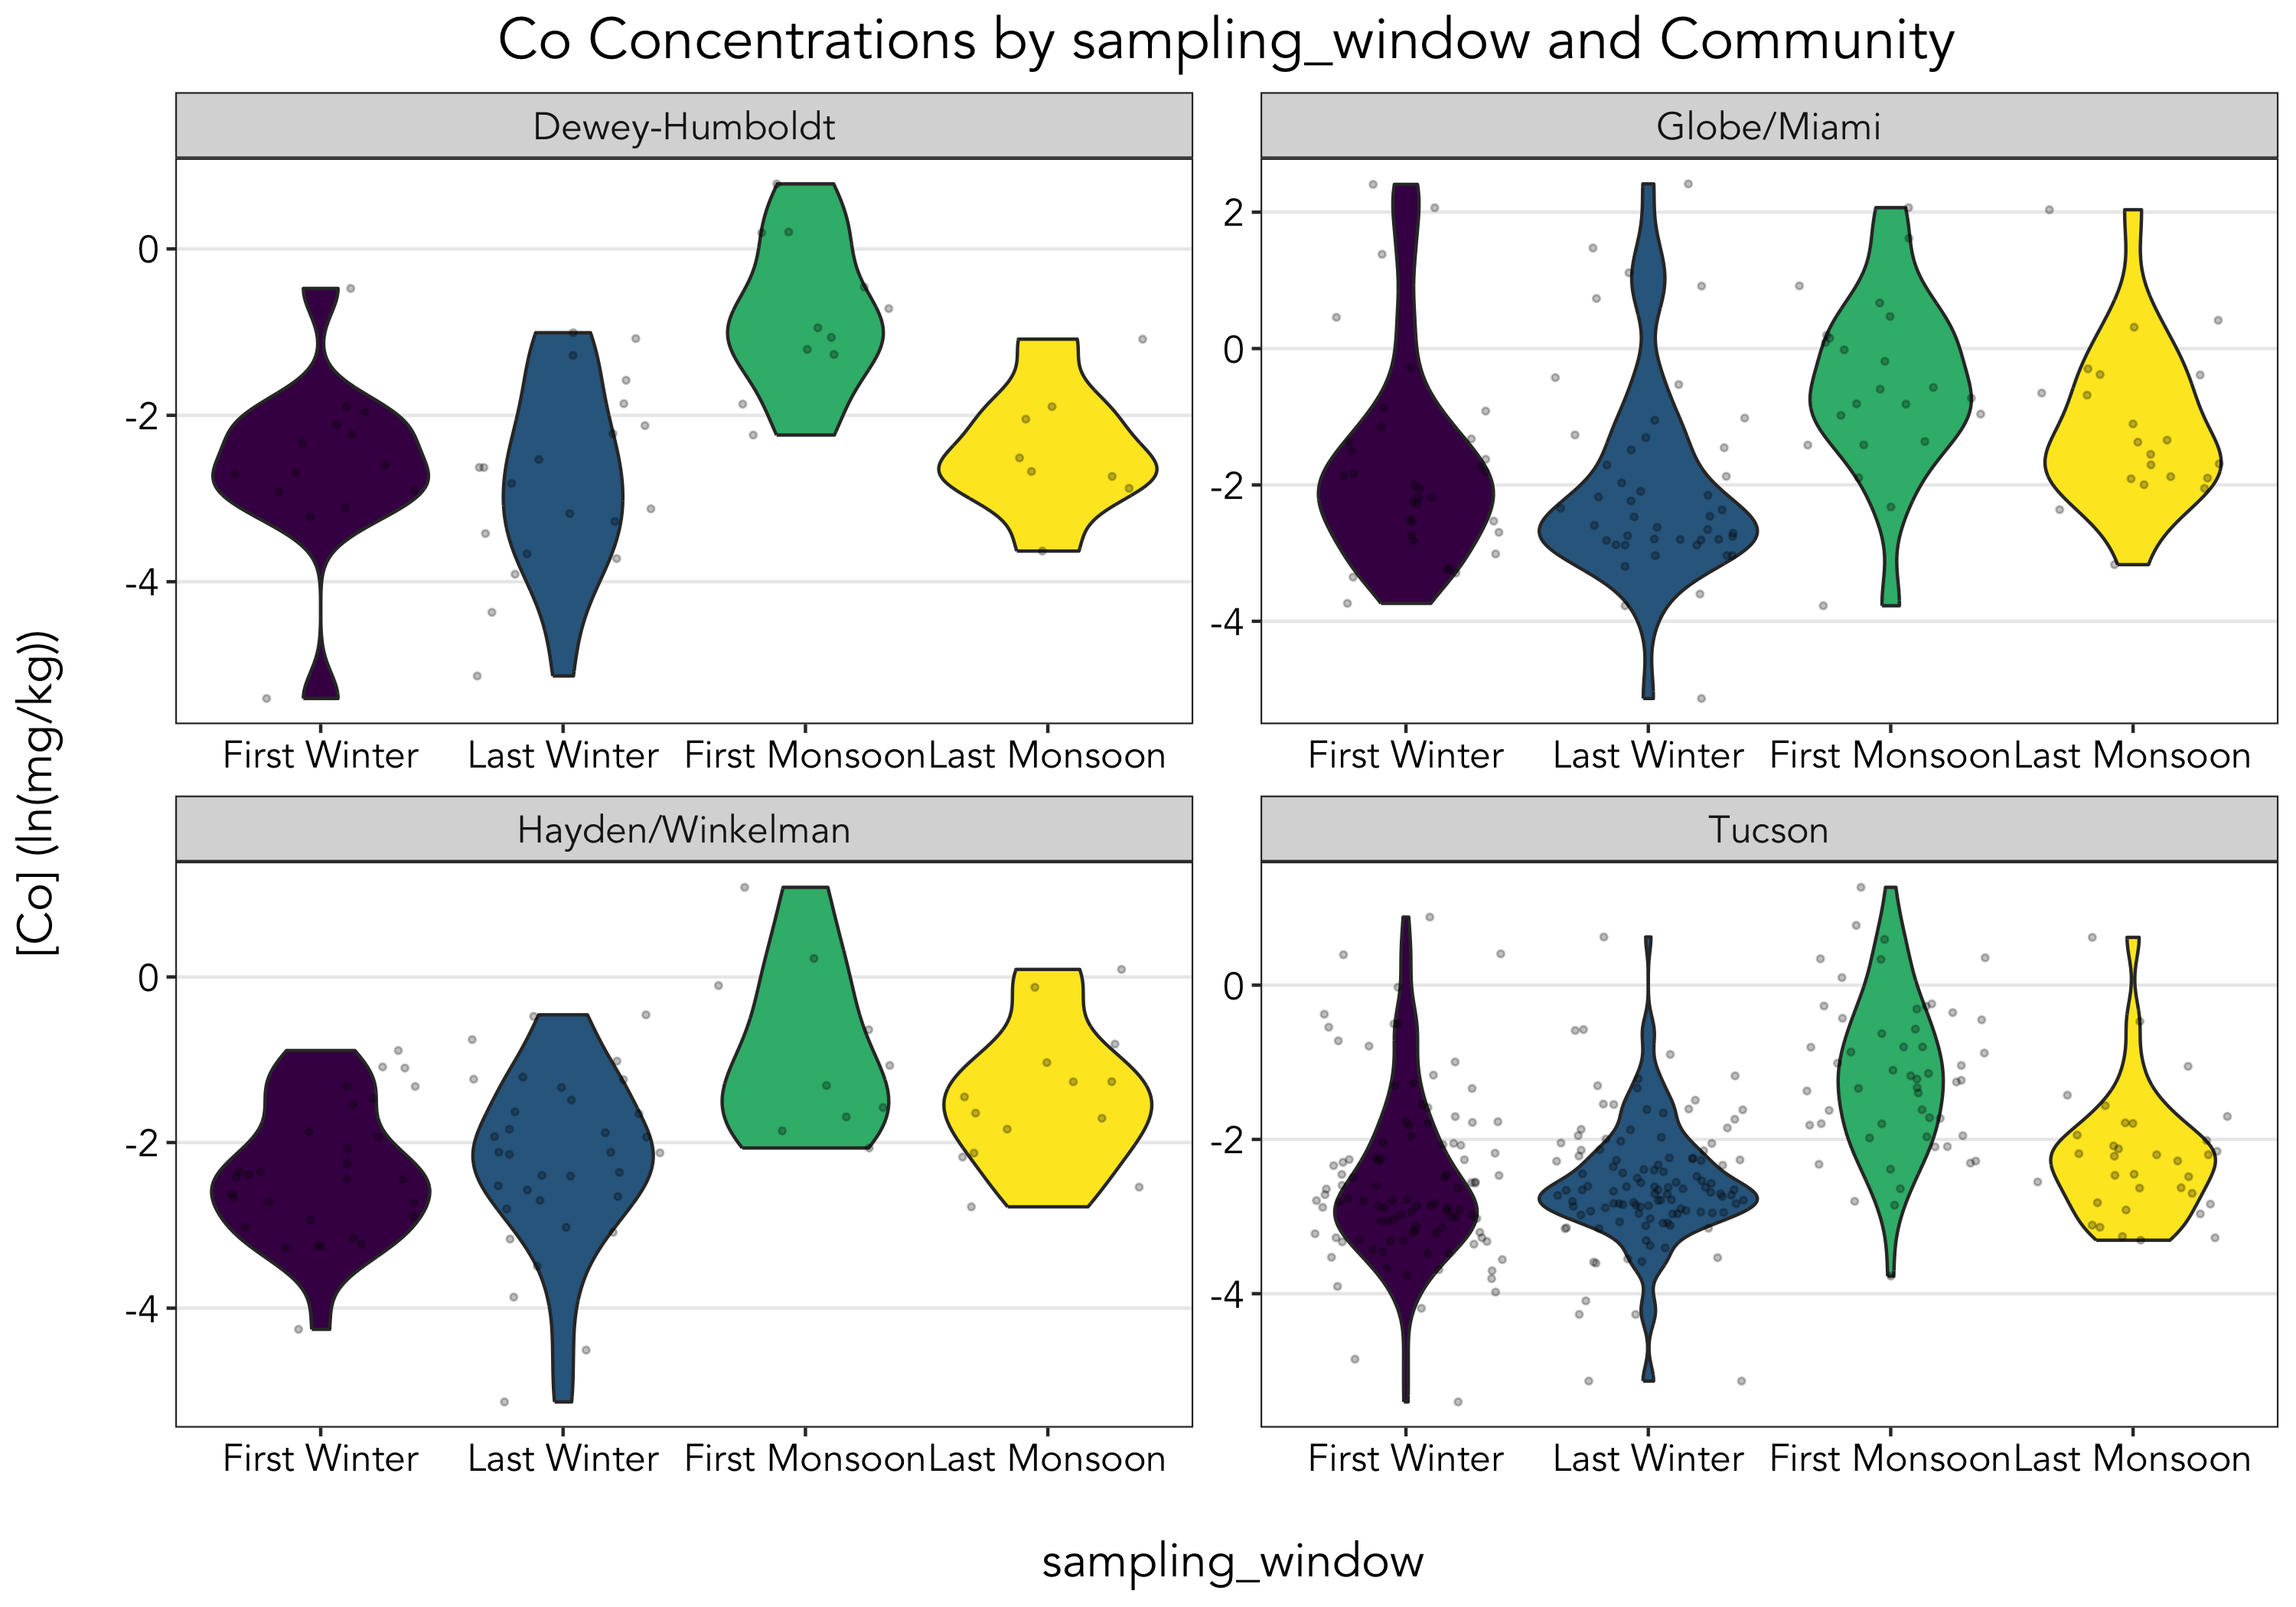 Co Concentrations by sampling_window and Community
Dewey-Humboldt
Globe/Miami
0
-2
-4
2
0
-2
-4
First Winter
Last Winter
First Monsoon
Last Monsoon
First Winter
Last Winter
First Monsoon
Last Monsoon
[Co] (ln(mg/kg))
Hayden/Winkelman
Tucson
0
-2
-4
0
-2
-4
First Winter
Last Winter
First Monsoon
Last Monsoon
First Winter
Last Winter
First Monsoon
Last Monsoon
sampling_window